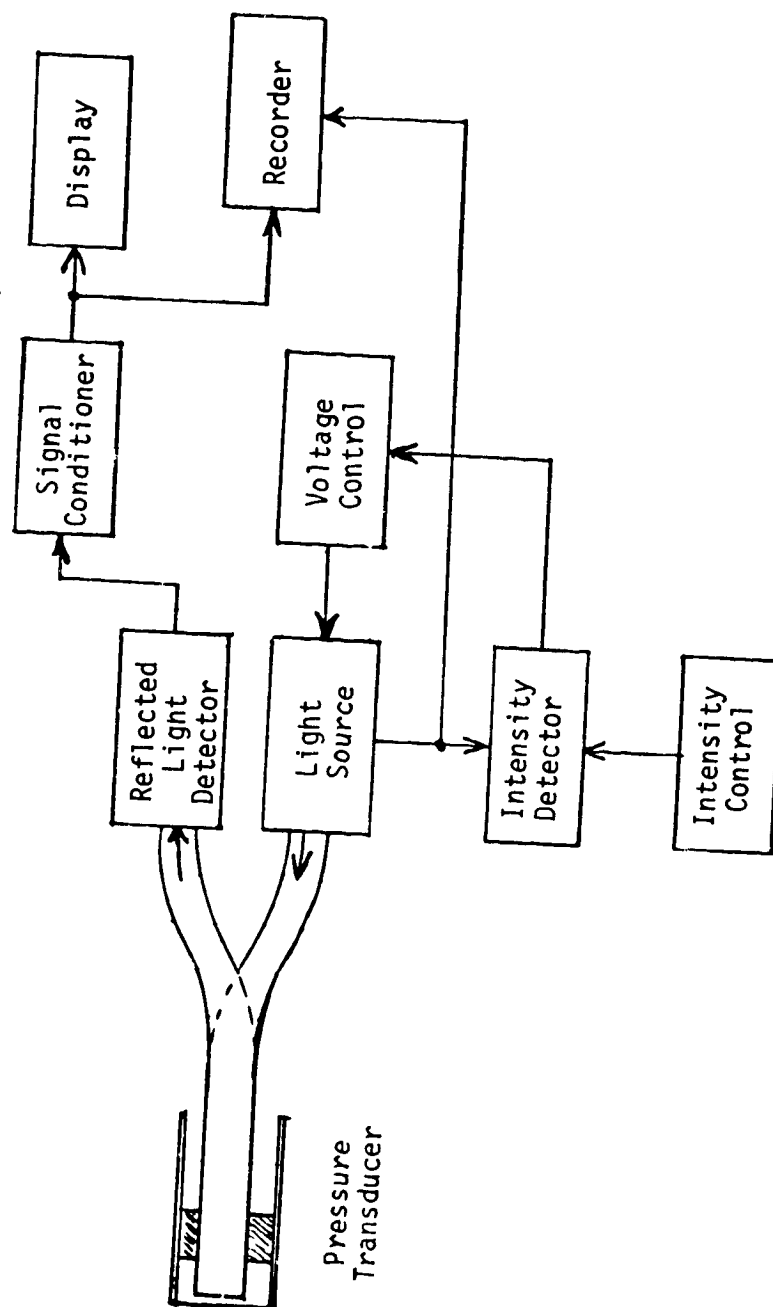 Display
Recorder
Signal
Conditioner
Voltage
Control
Reflected
Light
Detector
Light
Source
Intensity
Detector
Intensity
Control
Pressure
Transducer